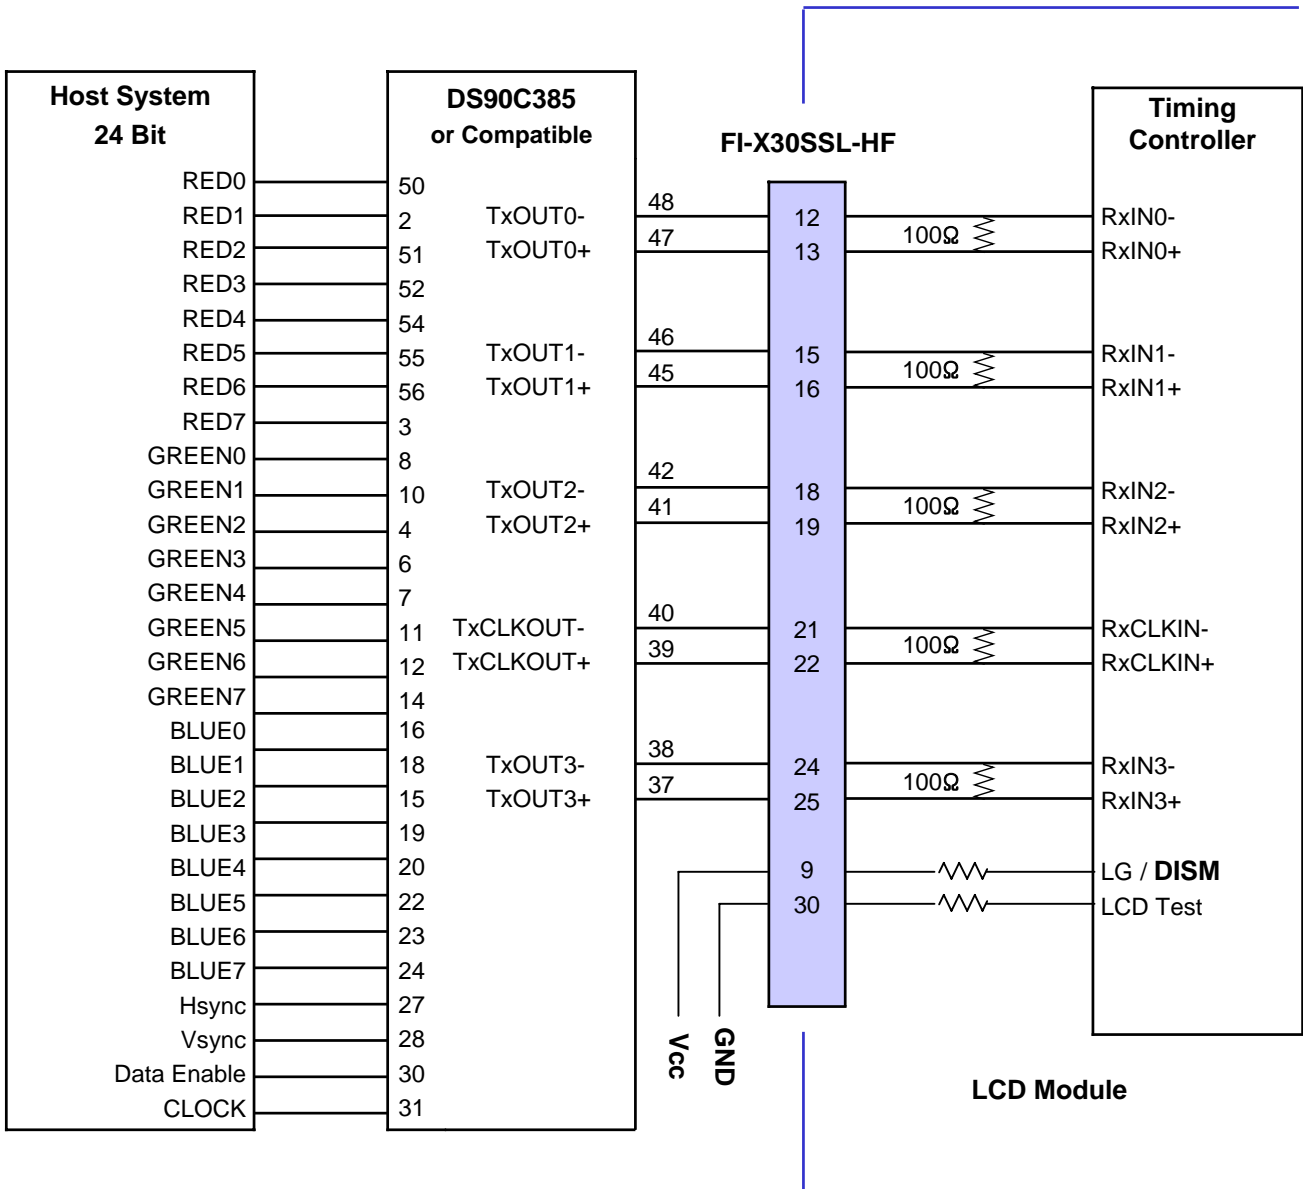 Host System
24 Bit
RED0
RED1
RED2
RED3
RED4
RED5
RED6
RED7
GREEN0
GREEN1
GREEN2
GREEN3
GREEN4
GREEN5
GREEN6
GREEN7
BLUE0
BLUE1
BLUE2
BLUE3
BLUE4
BLUE5
BLUE6
BLUE7
Hsync
Vsync
Data Enable
CLOCK
DS90C385
or Compatible
50
2
51
52
54
55
56
3
8
10
4
6
7
11
12
14
16
18
15
19
20
22
23
24
27
28
30
31
TxOUT0-
TxOUT0+
TxOUT1-
TxOUT1+
TxOUT2-
TxOUT2+
TxCLKOUT-
TxCLKOUT+
TxOUT3-
TxOUT3+
48
47
46
45
42
41
40
39
38
37
Vcc
GND
FI-X30SSL-HF
12
13
15
16
18
19
21
22
24
25
9
30
100Ω
100Ω
100Ω
100Ω
100Ω
Timing
Controller
RxIN0-
RxIN0+
RxIN1-
RxIN1+
RxIN2-
RxIN2+
RxCLKIN-
RxCLKIN+
RxIN3-
RxIN3+
LG / DISM
LCD Test
LCD Module